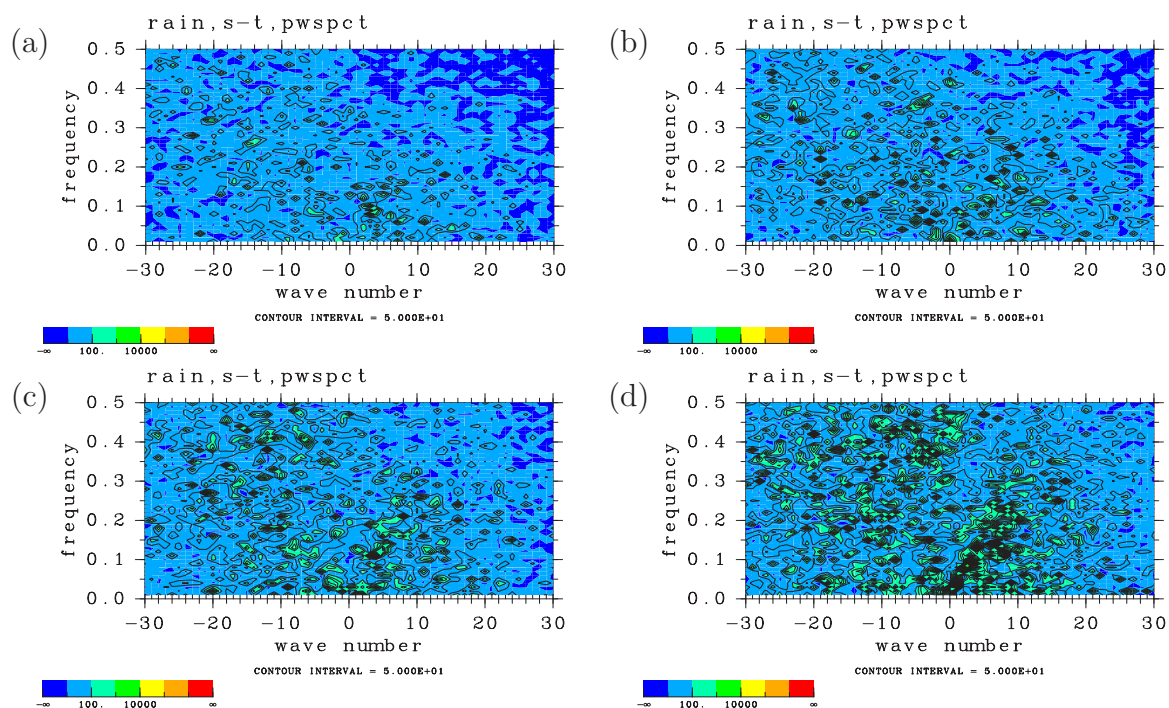 (a)
rain,s−t,pwspct
frequency
0.5
0.4
0.3
0.2
0.1
0.0
−30 −20 −10 0 10 20 30
wave number
CONTOUR INTERVAL = 5.000E+01
−∞ 100. 10000 ∞
(b)
rain,s−t,pwspct
frequency
0.5
0.4
0.3
0.2
0.1
0.0
−30 −20 −10 0 10 20 30
wave number
CONTOUR INTERVAL = 5.000E+01
−∞ 100. 10000 ∞
(c)
rain,s−t,pwspct
frequency
0.5
0.4
0.3
0.2
0.1
0.0
−30 −20 −10 0 10 20 30
wave number
CONTOUR INTERVAL = 5.000E+01
−∞ 100. 10000 ∞
(d)
rain,s−t,pwspct
frequency
0.5
0.4
0.3
0.2
0.1
0.0
−30 −20 −10 0 10 20 30
wave number
CONTOUR INTERVAL = 5.000E+01
−∞ 100. 10000 ∞